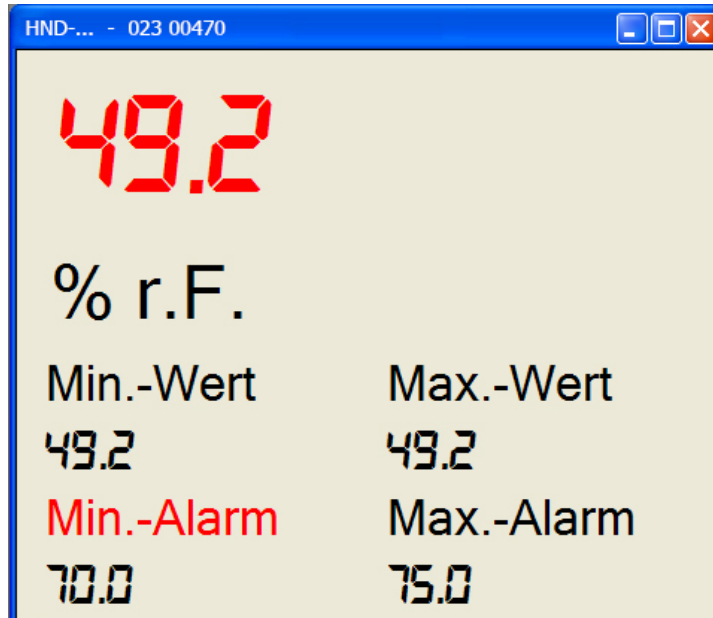 HND-... - 023 00470
49.2
% r.F.
Min.-Wert Max.-Wert
49.2 49.2
Min.-Alarm Max.-Alarm
70.0 75.0